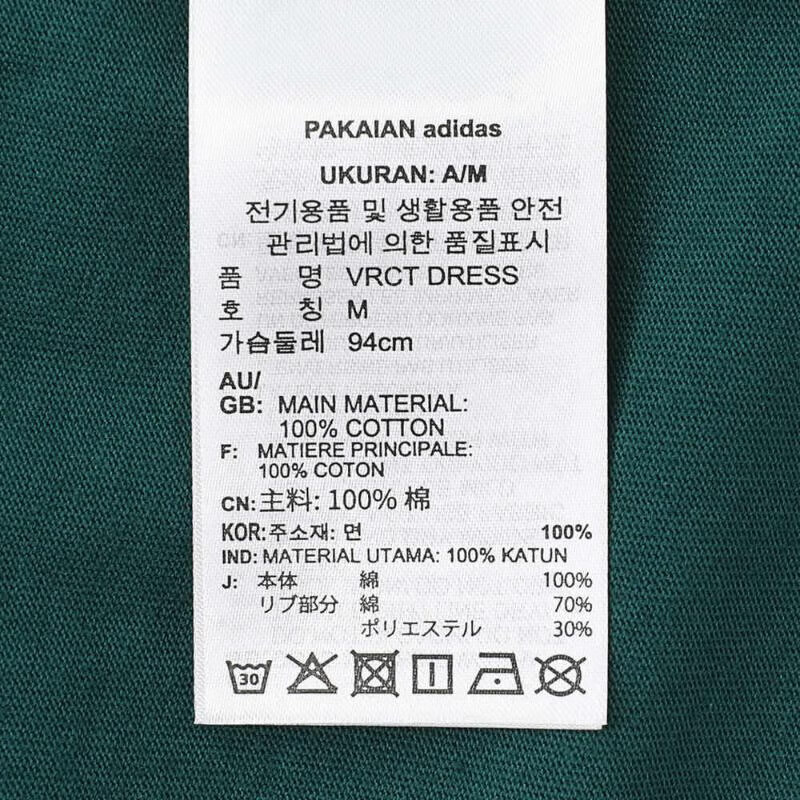 PAKAIAN adidas
UKURAN: A/M
전기용품 및 생활용품 안전
관리법에 의한 품질표시
품 명 VRCT DRESS
호 칭 M
가슴둘레 94cm
AU/
GB: MAIN MATERIAL:
100% COTTON
F: MATIERE PRINCIPALE:
100% COTON
CN: 主料: 100% 棉
KOR: 주소재: 면 100%
IND: MATERIAL UTAMA: 100% KATUN
J: 本体 綿 100%
リブ部分 綿 70%
ポリエステル 30%
30